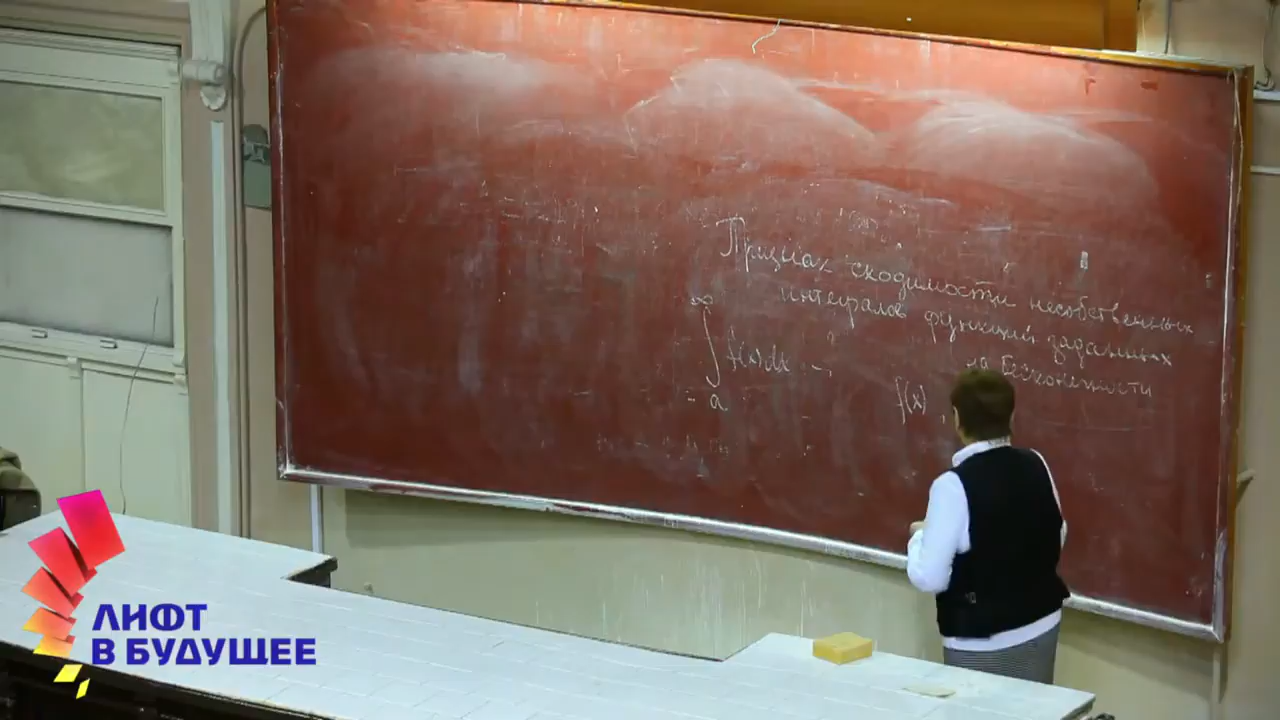 Признак сходимости несобственных
интегралов функций заданных
на бесконечности
∞
∫ f(x)dx
a
f(x)
ЛИФТ
В БУДУЩЕЕ